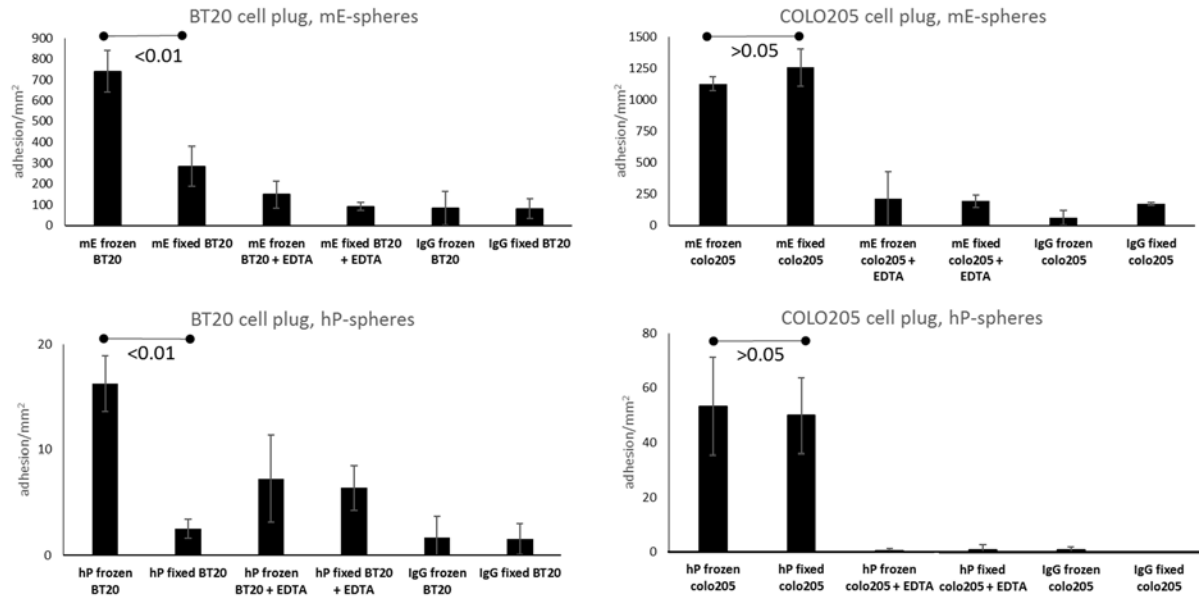 BT20 cell plug, mE-spheres
<0.01
900
800
700
600
500
400
300
200
100
0
adhesion/mm²
mE frozen BT20
mE fixed BT20
mE frozen BT20 + EDTA
mE fixed BT20 + EDTA
IgG frozen BT20
IgG fixed BT20
COLO205 cell plug, mE-spheres
>0.05
1500
1250
1000
750
500
250
0
adhesion/mm²
mE frozen colo205
mE fixed colo205
mE frozen colo205 + EDTA
mE fixed colo205 + EDTA
IgG frozen colo205
IgG fixed colo205
BT20 cell plug, hP-spheres
<0.01
20
10
0
adhesion/mm²
hP frozen BT20
hP fixed BT20
hP frozen BT20 + EDTA
hP fixed BT20 + EDTA
IgG frozen BT20
IgG fixed BT20
COLO205 cell plug, hP-spheres
>0.05
80
60
40
20
0
adhesion/mm²
hP frozen colo205
hP fixed colo205
hP frozen colo205 + EDTA
hP fixed colo205 + EDTA
IgG frozen colo205
IgG fixed colo205